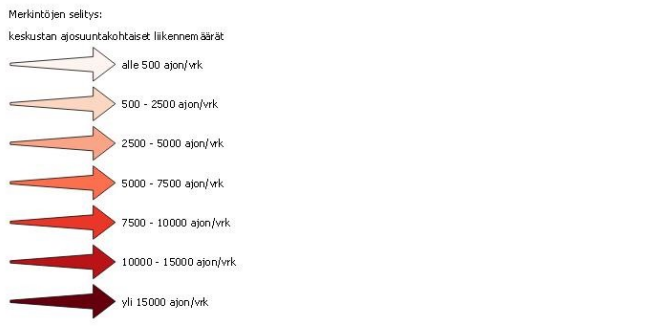 Merkintöjen selitys:
keskustan ajosuuntakohtaiset liikennemäärät
alle 500 ajon/vrk
500 - 2500 ajon/vrk
2500 - 5000 ajon/vrk
5000 - 7500 ajon/vrk
7500 - 10000 ajon/vrk
10000 - 15000 ajon/vrk
yli 15000 ajon/vrk